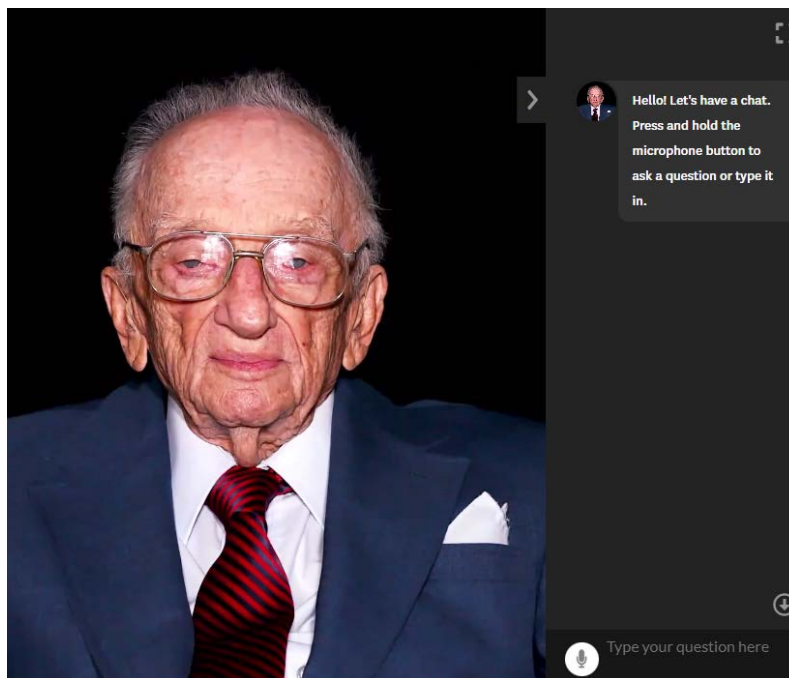 Hello! Let's have a chat.
Press and hold the
microphone button to
ask a question or type it
in.
Type your question here